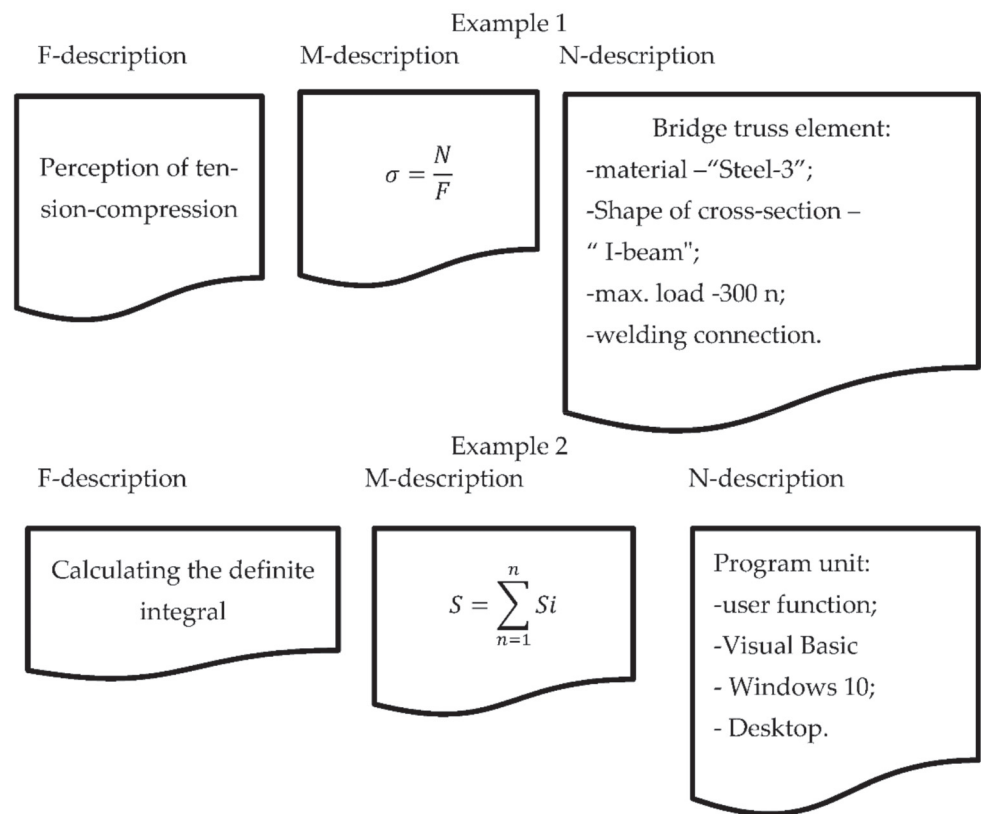 Example 1
F-description M-description N-description
Perception of ten-
sion-compression
σ = N/F
Bridge truss element:
-material –“Steel-3”;
-Shape of cross-section –
“ I-beam";
-max. load -300 n;
-welding connection.
Example 2
F-description M-description N-description
Calculating the definite
integral
S = ∑_{n=1}^{n} Si
Program unit:
-user function;
-Visual Basic
- Windows 10;
- Desktop.